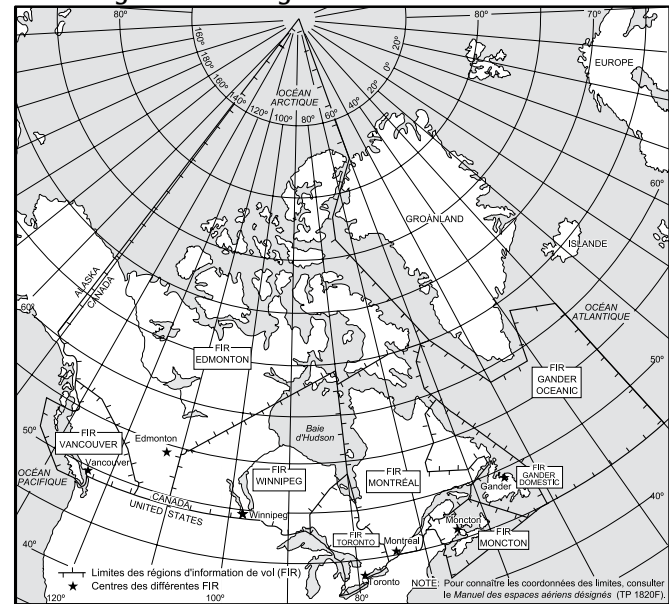 80°
70°
160°
180°
160°
140°
120°
100°
80°
60°
40°
20°
0°
20°
OCÉAN
ARCTIQUE
EUROPE
60°
GROÀNLAND
ISLANDE
ALASKA
CANADA
OCÉAN
ATLANTIQUE
60°
FIR
EDMONTON
50°
FIR
GANDER
OCEANIC
Baie
d'Hudson
50°
FIR
VANCOUVER
Edmonton
Vancouver
OCÉAN
PACIFIQUE
FIR
WINNIPEG
FIR
MONTRÉAL
FIR
GANDER
DOMESTIC
Gander
40°
CANADA
UNITED STATES
Winnipeg
Moncton
FIR
TORONTO
Montréal
FIR
MONCTON
40°
Toronto
Limites des régions d'information de vol (FIR)
Centres des différentes FIR
120°
80°
NOTE: Pour connaître les coordonnées des limites, consulter
le Manuel des espaces aériens désignés (TP 1820F).